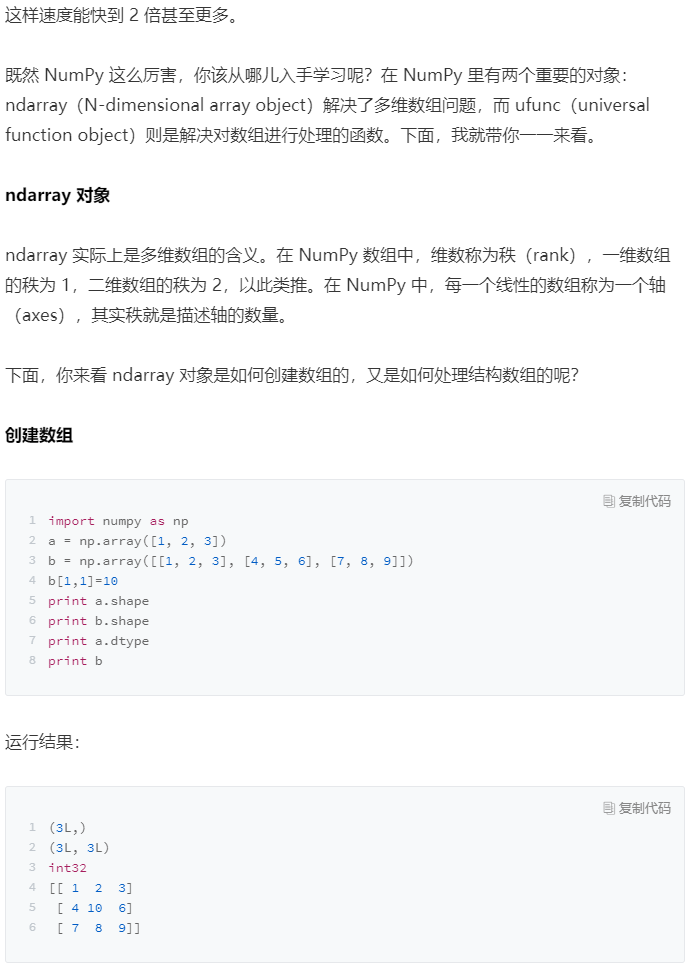 这样速度能快到 2 倍甚至更多。
既然 NumPy 这么厉害，你该从哪儿入手学习呢？在 NumPy 里有两个重要的对象：
ndarray（N-dimensional array object）解决了多维数组问题，而 ufunc（universal
function object）则是解决对数组进行处理的函数。下面，我就带你一一来看。
ndarray 对象
ndarray 实际上是多维数组的含义。在 NumPy 数组中，维数称为秩（rank），一维数组
的秩为 1，二维数组的秩为 2，以此类推。在 NumPy 中，每一个线性的数组称为一个轴
（axes），其实秩就是描述轴的数量。
下面，你来看 ndarray 对象是如何创建数组的，又是如何处理结构数组的呢？
创建数组
复制代码
1 import numpy as np
2 a = np.array([1, 2, 3])
3 b = np.array([[1, 2, 3], [4, 5, 6], [7, 8, 9]])
4 b[1,1]=10
5 print a.shape
6 print b.shape
7 print a.dtype
8 print b
运行结果：
复制代码
1 (3L,)
2 (3L, 3L)
3 int32
4 [[ 1  2  3]
5  [ 4 10  6]
6  [ 7  8  9]]